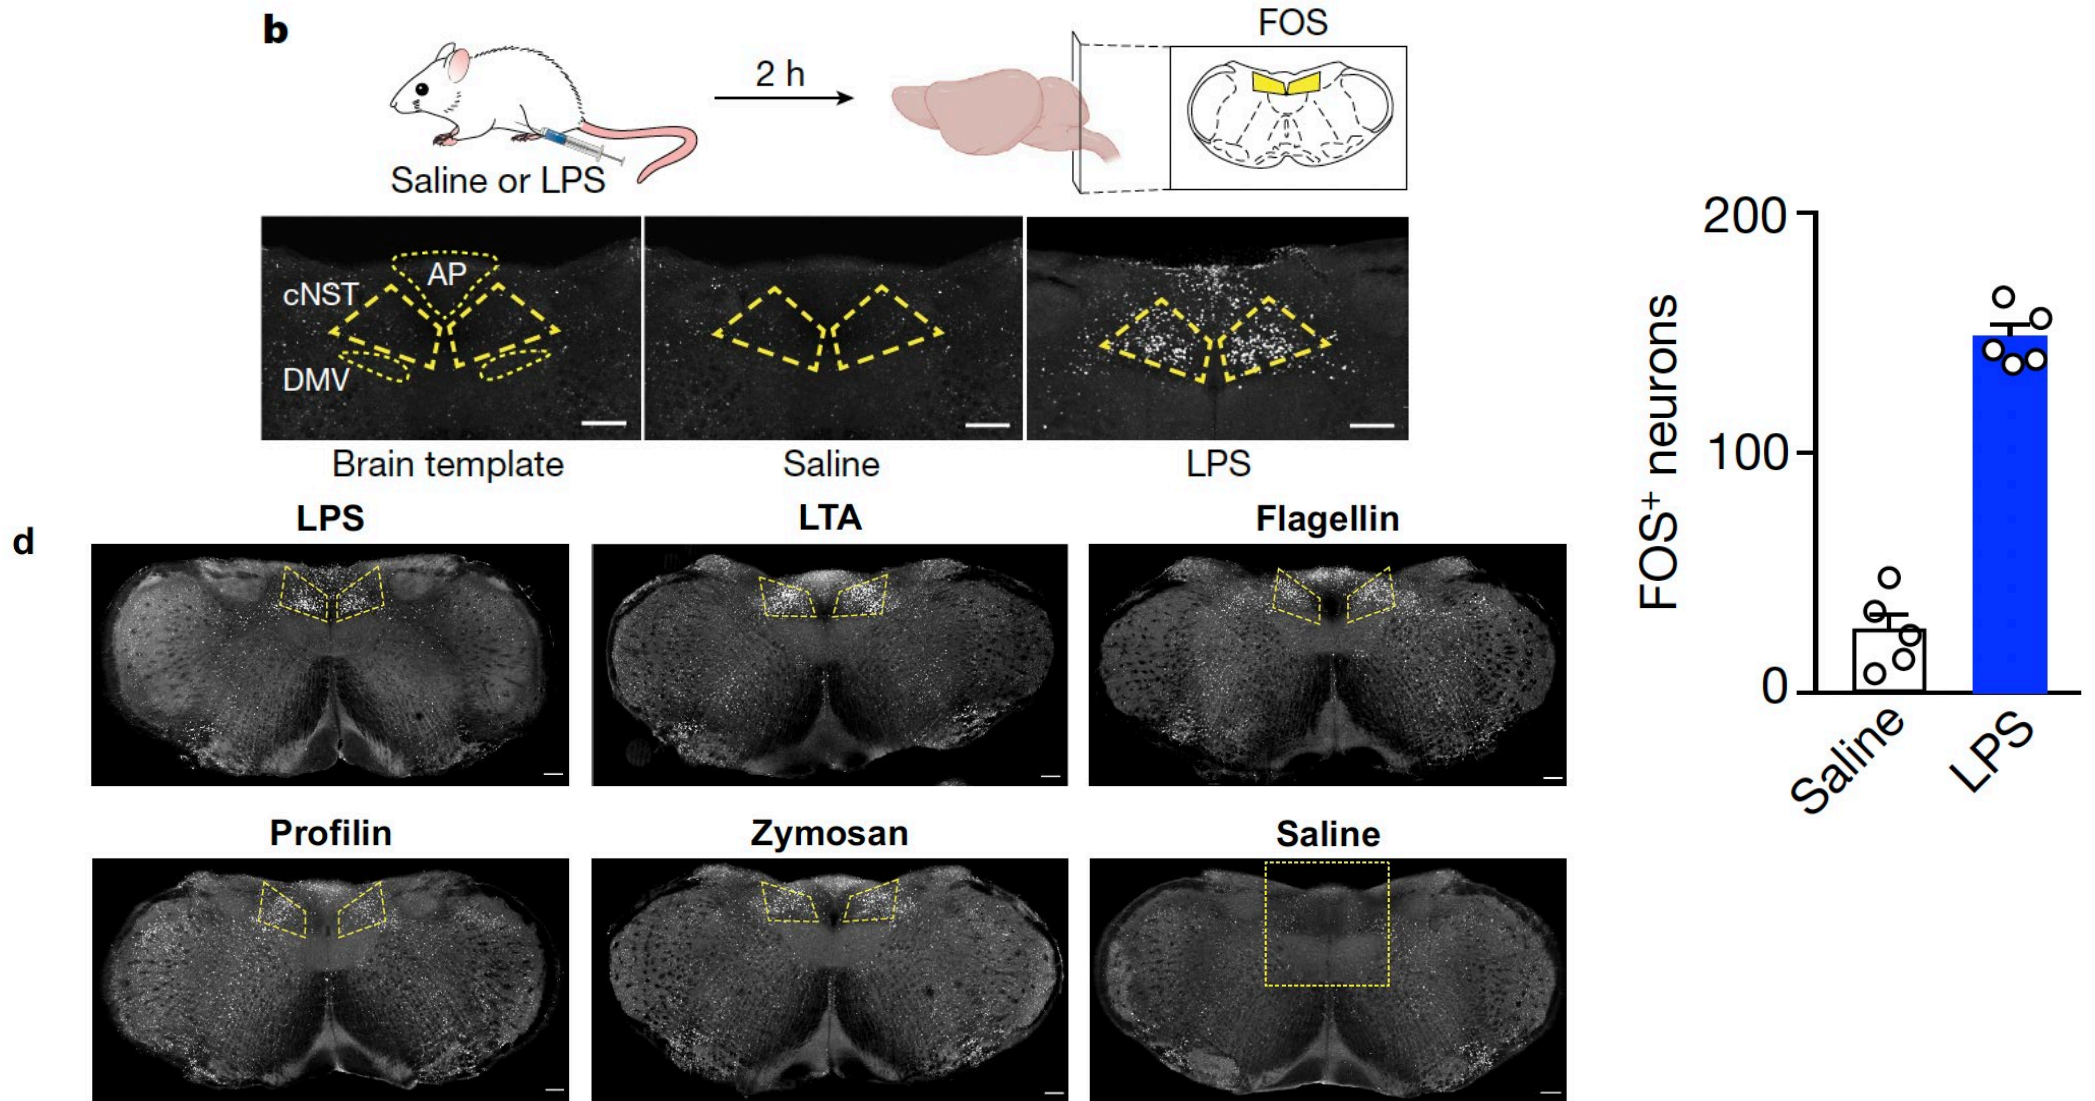 b
FOS
2 h
Saline or LPS
AP
cNST
DMV
Brain template
Saline
LPS
d
LPS
LTA
Flagellin
Profilin
Zymosan
Saline
FOS⁺ neurons
200
100
0
Saline
LPS